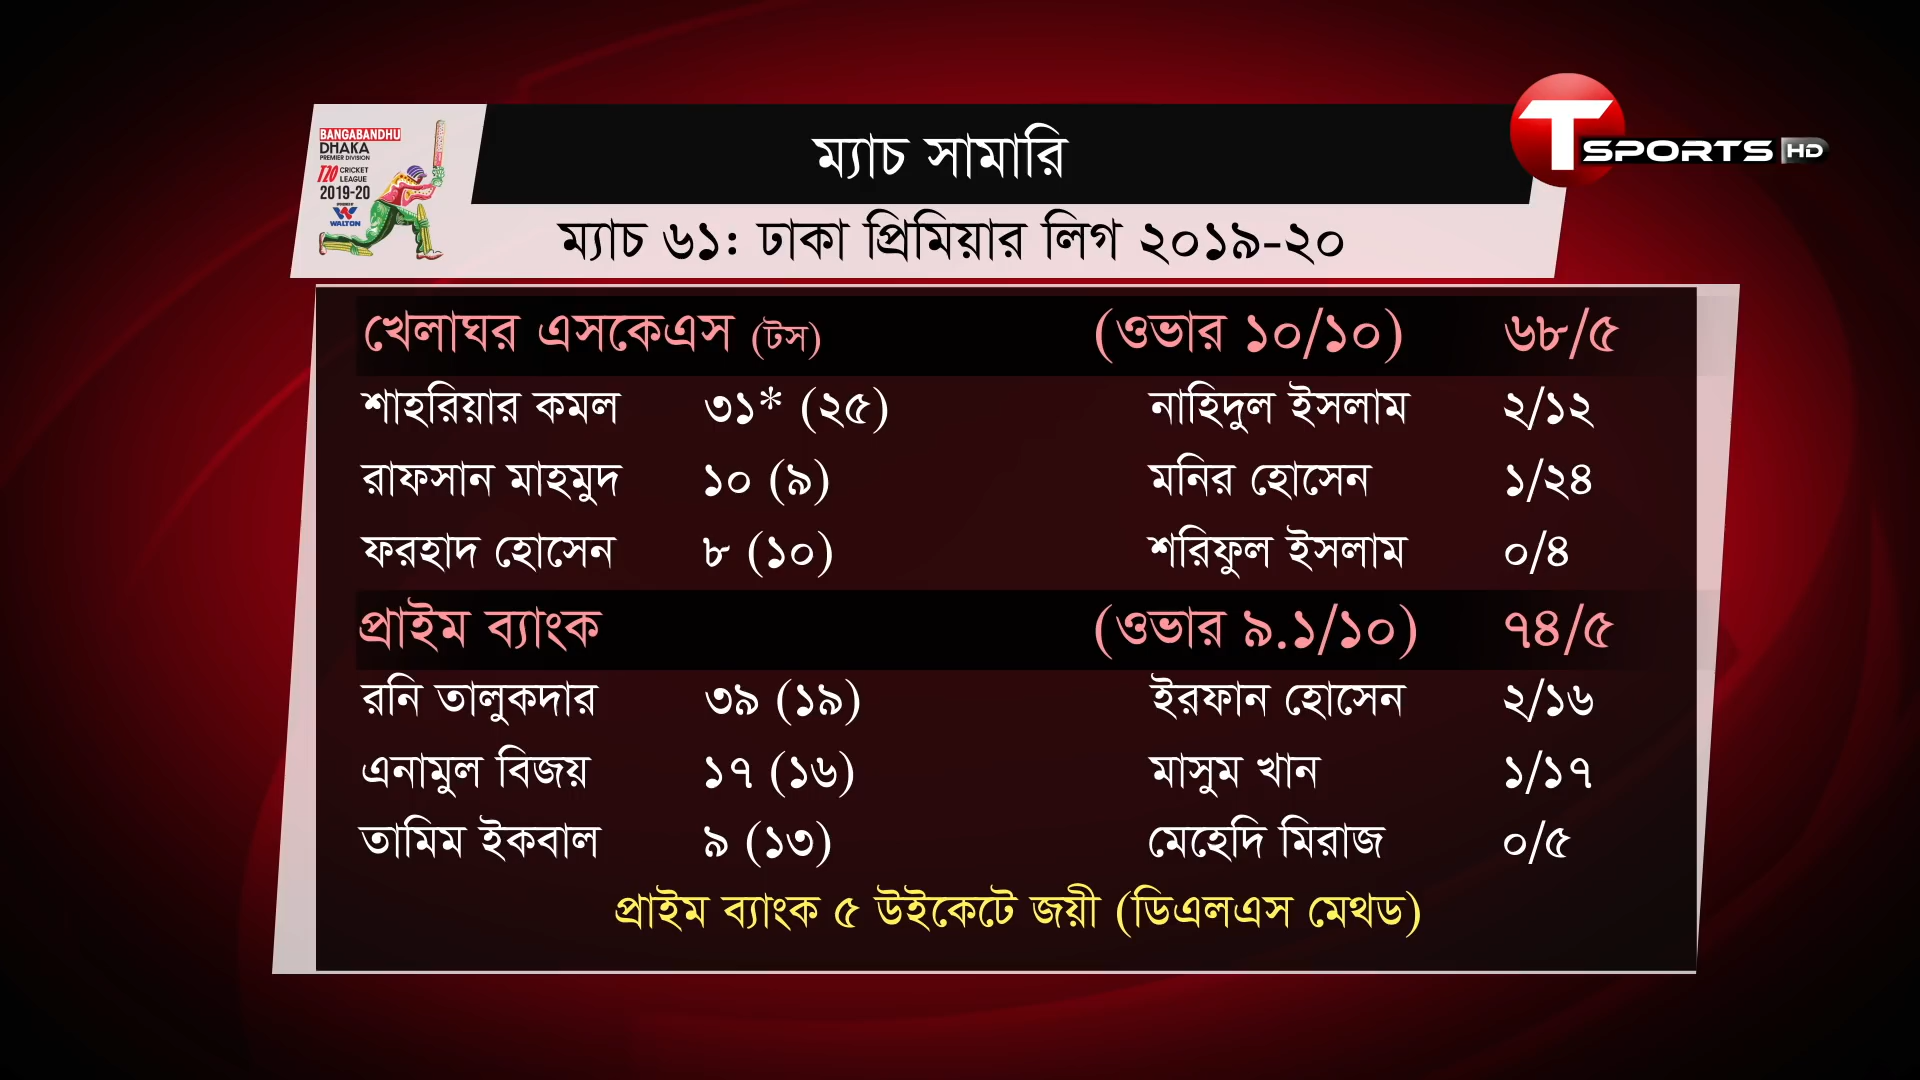 ম্যাচ সামারি
T SPORTS HD
BANGABANDHU
DHAKA
PREMIER DIVISION
T20 CRICKET
LEAGUE
2019-20
WALTON
ম্যাচ ৬১: ঢাকা প্রিমিয়ার লিগ ২০১৯-২০
খেলাঘর এসকেএস (টস) (ওভার ১০/১০) ৬৮/৫
শাহরিয়ার কমল ৩১* (২৫) নাহিদুল ইসলাম ২/১২
রাফসান মাহমুদ ১০ (৯) মনির হোসেন ১/২৪
ফরহাদ হোসেন ৮ (১০) শরিফুল ইসলাম ০/৪
প্রাইম ব্যাংক (ওভার ৯.১/১০) ৭৪/৫
রনি তালুকদার ৩৯ (১৯) ইরফান হোসেন ২/১৬
এনামুল বিজয় ১৭ (১৬) মাসুম খান ১/১৭
তামিম ইকবাল ৯ (১৩) মেহেদি মিরাজ ০/৫
প্রাইম ব্যাংক ৫ উইকেটে জয়ী (ডিএলএস মেথড)